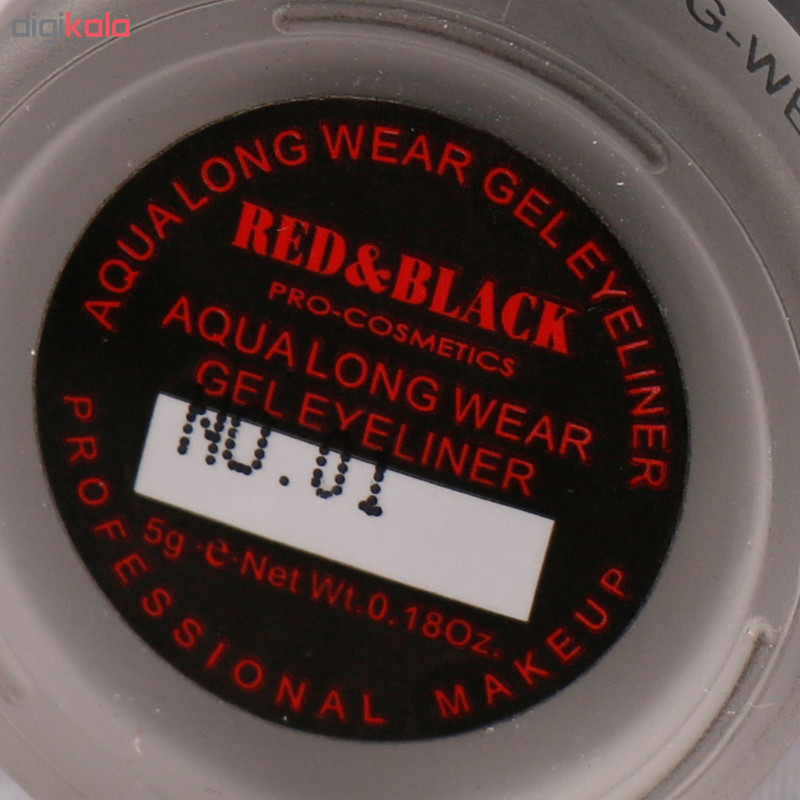 digikala
G-WE
AQUA LONG WEAR GEL EYELINER
RED&BLACK
PRO-COSMETICS
AQUA LONG WEAR
GEL EYELINER
NO.01
5g ·e·Net Wt.0.18Oz.
PROFESSIONAL MAKEUP